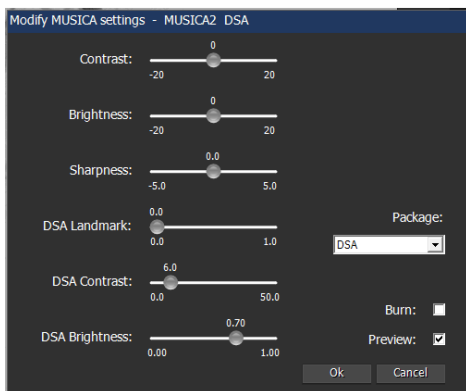 Modify MUSICA settings - MUSICA2 DSA
0
Contrast:
-20 20
0
Brightness:
-20 20
0.0
Sharpness:
-5.0 5.0
0.0
DSA Landmark:
0.0 1.0
Package:
DSA
6.0
DSA Contrast:
0.0 50.0
Burn:
0.70
DSA Brightness:
0.00 1.00
Preview:
Ok Cancel